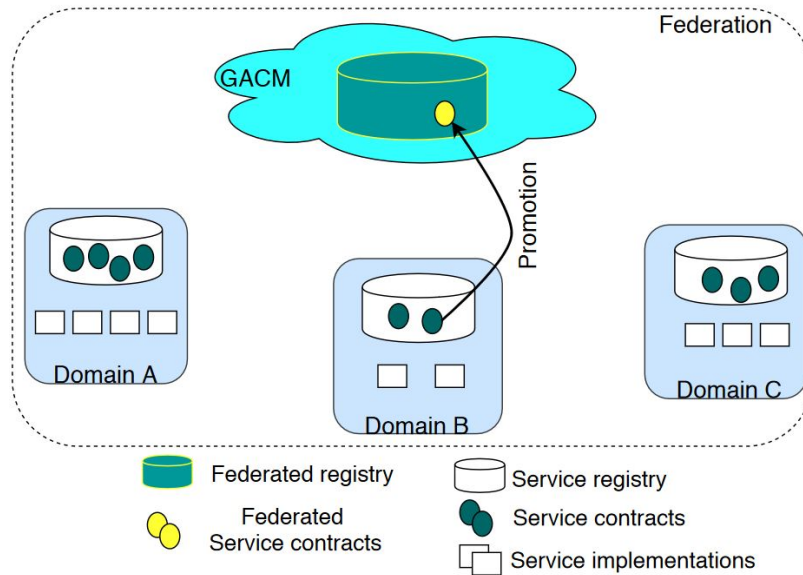 Federation
GACM
Promotion
Domain A
Domain B
Domain C
Federated registry
Service registry
Federated
Service contracts
Service contracts
Service implementations